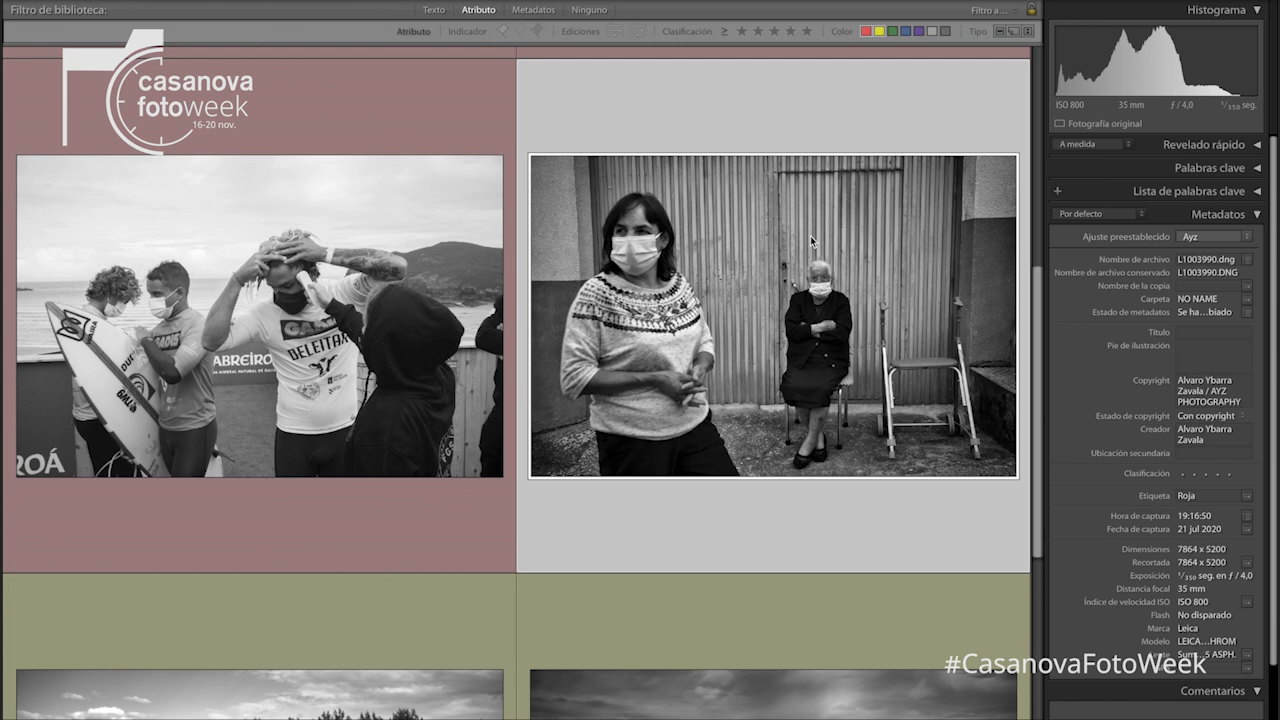 Filtro de biblioteca:
Texto Atributo Metadatos Ninguno
Filtro a...
Atributo Indicador Ediciones Clasificación ≥ ★ ★ ★ ★ ★ Color Tipo
casanova
fotoweek
16-20 nov.
Histograma
ISO 800 35 mm ƒ / 4,0 1/350 seg.
Fotografía original
A medida Revelado rápido
Palabras clave
+ Lista de palabras clave
Por defecto Metadatos
Ajuste preestablecido Ayz
Nombre de archivo L1003990.dng
Nombre de archivo conservado L1003990.DNG
Nombre de la copia
Carpeta NO NAME
Estado de metadatos Se ha...biado
Título
Pie de ilustración
Copyright Alvaro Ybarra
Zavala / AYZ
PHOTOGRAPHY
Estado de copyright Con copyright
Creador Alvaro Ybarra
Zavala
Ubicación secundaria
Clasificación . . . . .
Etiqueta Roja
Hora de captura 19:16:50
Fecha de captura 21 jul 2020
Dimensiones 7864 x 5200
Recortada 7864 x 5200
Exposición 1/350 seg. en ƒ / 4,0
Distancia focal 35 mm
Índice de velocidad ISO ISO 800
Flash No disparado
Marca Leica
Modelo LEICA...HROM
Sum...5 ASPH.
#CasanovaFotoWeek
Comentarios
ABREIRO
DELEITAX
ROÁ